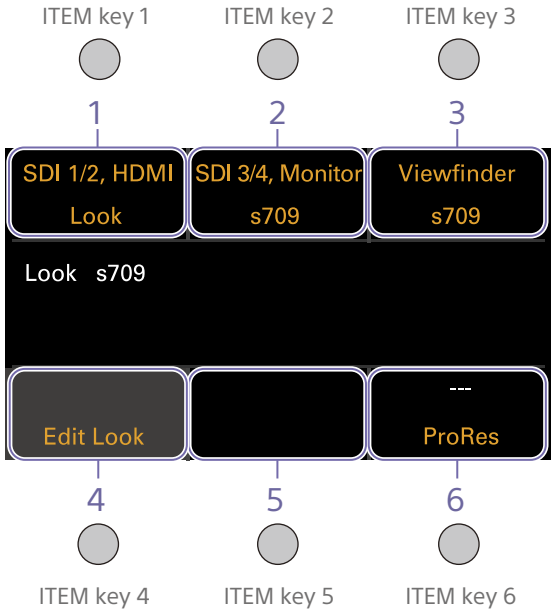 ITEM key 1 ITEM key 2 ITEM key 3
1 2 3
SDI 1/2, HDMI SDI 3/4, Monitor Viewfinder
Look s709 s709
Look s709
---
Edit Look ProRes
4 5 6
ITEM key 4 ITEM key 5 ITEM key 6